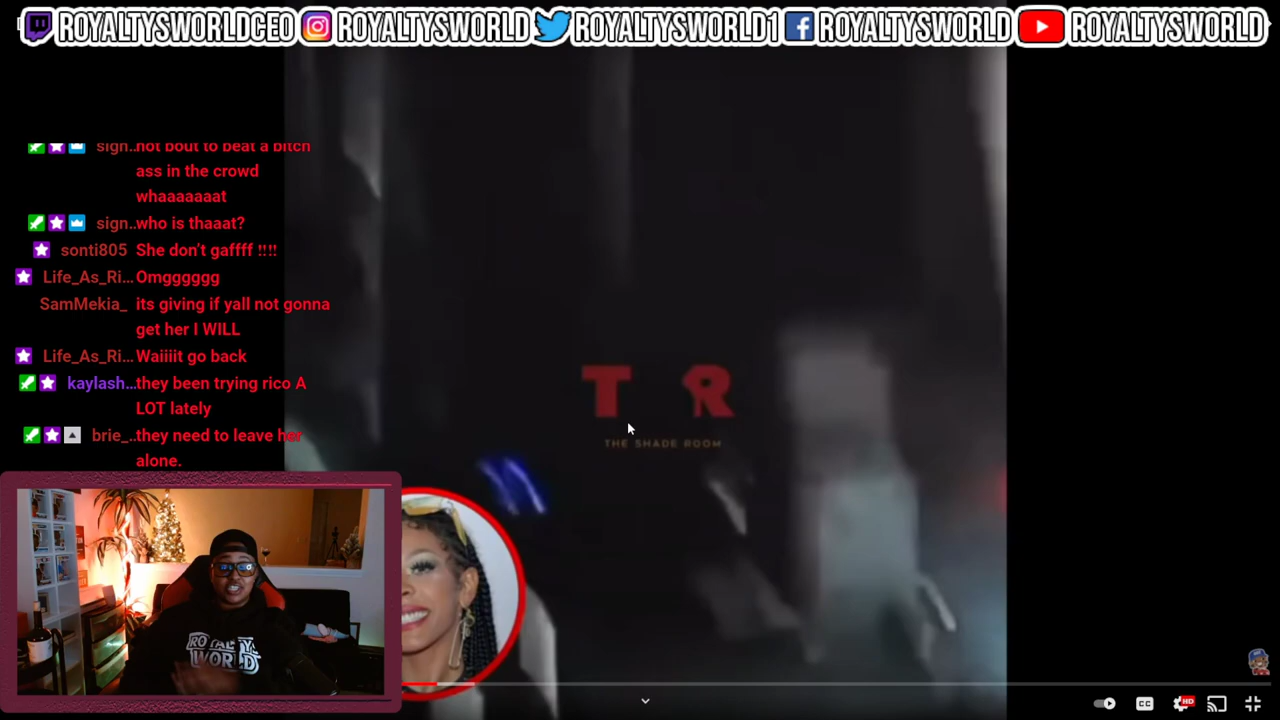 ROYALTYSWORLDCEO ROYALTYSWORLD ROYALTYSWORLD1 ROYALTYSWORLD ROYALTYSWORLD
sign.. not bout to beat a bitch
ass in the crowd
whaaaaaaat
sign.. who is thaaat?
sonti805 She don't gaffff !!!!
Life_As_Ri... Omgggggg
SamMekia_ its giving if yall not gonna
get her I WILL
Life_As_Ri... Waiiiit go back
kaylash... they been trying rico A
LOT lately
brie_.. they need to leave her
alone.
T R
THE SHADE ROOM
ROYALTYS
WORLD
CC
HD